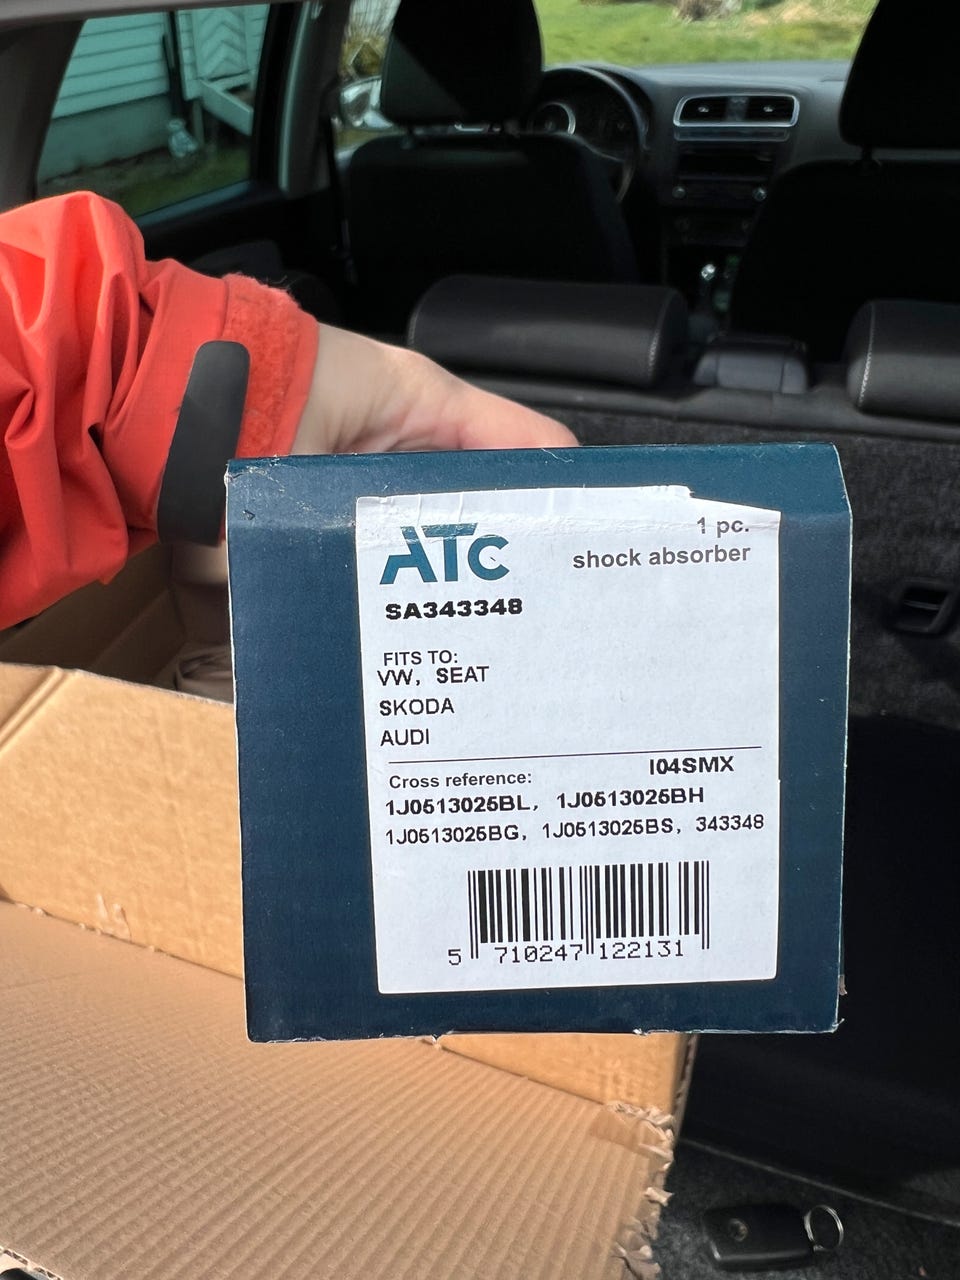 ATC
1 pc.
shock absorber
SA343348
FITS TO:
VW, SEAT
SKODA
AUDI
I04SMX
Cross reference:
1J0513025BL, 1J0513025BH
1J0513025BG, 1J0513025BS, 343348
5 710247 122131